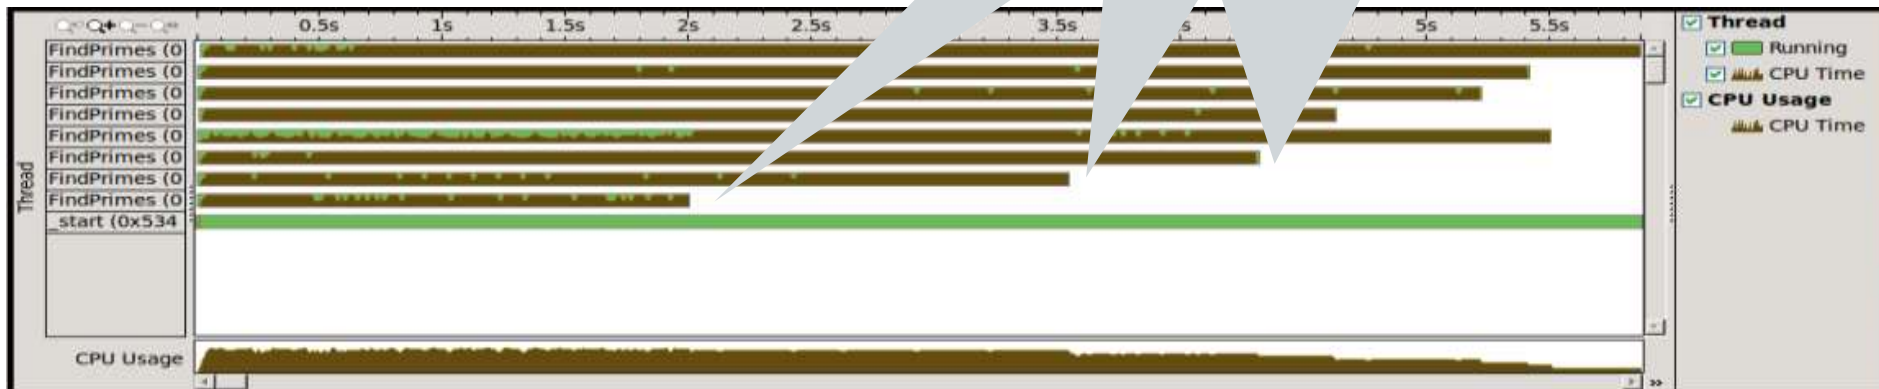 0.5s 1s 1.5s 2s 2.5s 3.5s 5s 5.5s
FindPrimes (0
FindPrimes (0
FindPrimes (0
FindPrimes (0
FindPrimes (0
FindPrimes (0
FindPrimes (0
FindPrimes (0
_start (0x534
Thread
CPU Usage
Thread
Running
CPU Time
CPU Usage
CPU Time